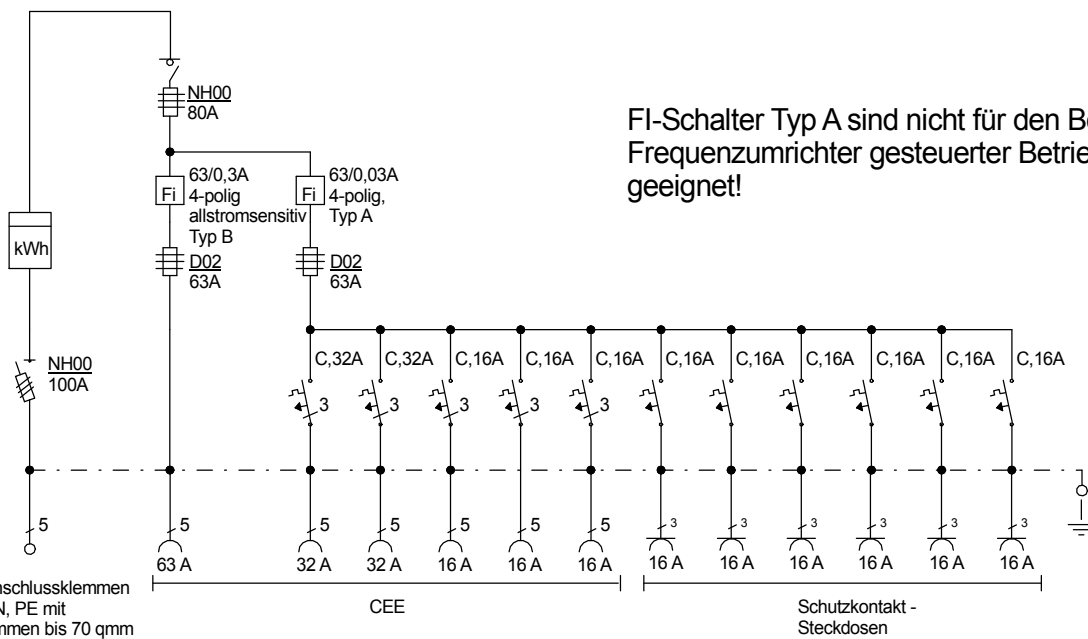 NH00
80A
FI-Schalter Typ A sind nicht für den
Frequenzumrichter gesteuerter
geeignet!
63/0,3A
4-polig
allstromsensitiv
Typ B
Fi
63/0,03A
4-polig,
Typ A
Fi
kWh
D02
63A
D02
63A
NH00
100A
C,32A C,32A C,16A C,16A C,16A C,16A C,16A C,16A C,16A C,16A C,16A
3 3 3 3 3
5 5 5 5 5 5 5 3 3 3 3 3 3
63 A 32 A 32 A 16 A 16 A 16 A 16 A 16 A 16 A 16 A 16 A 16 A
N, PE mit
bis 70 qmm
CEE
Schutzkontakt -
Steckdosen